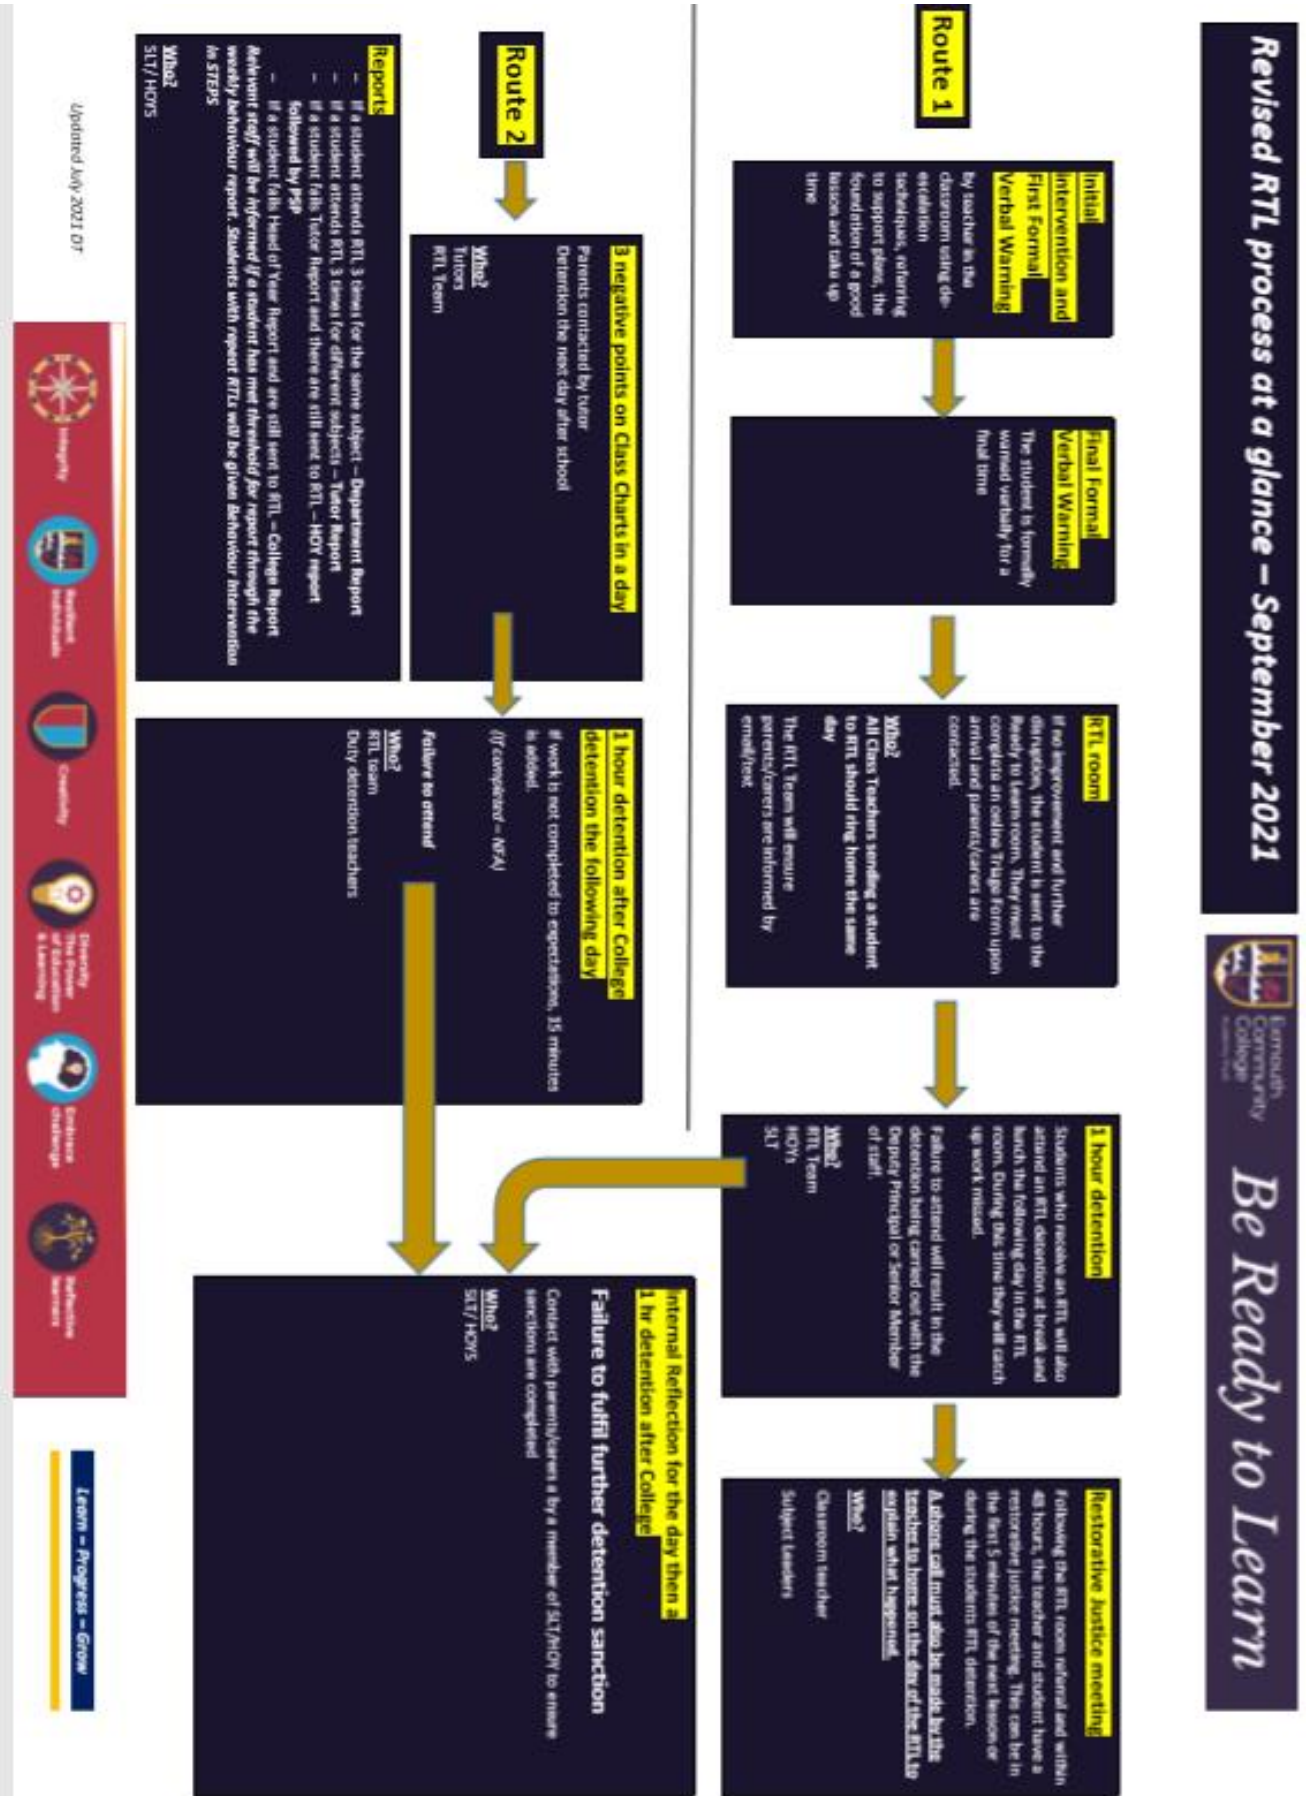 Revised RTL process at a glance – September 2021
Exmouth
Community
College
Be Ready to Learn
Route 1
Initial
intervention and
First Formal
Verbal Warning
by teacher in the
classroom using de-
escalation
techniques, referring
to support plans, the
foundation of a good
lesson and take up
time
Final Formal
Verbal Warning
The student is formally
warned verbally for a
final time
RTL room
If no improvement and further
disruption, the student is sent to the
Ready to Learn room. They must
complete an online Triage Form upon
arrival and parents/carers are
contacted.
Who?
All Class Teachers sending a student
to RTL should ring home the same
day
The RTL Team will ensure
parents/carers are informed by
email/text
1 hour detention
Students who receive an RTL will also
attend an RTL detention at break and
lunch the following day in the RTL
room. During this time they will catch
up work missed.
Failure to attend will result in the
detention being carried out with the
Deputy Principal or Senior Member
of staff.
Who?
RTL Team
HOYs
SLT
Restorative Justice meeting
Following the RTL room referral and within
48 hours, the teacher and student have a
restorative justice meeting. This can be in
the first 5 minutes of the next lesson or
during the students RTL detention.
A phone call must also be made by the
teacher to home on the day of the RTL to
explain what happened.
Who?
Classroom teacher
Subject Leaders
Route 2
3 negative points on Class Charts in a day
Parents contacted by tutor
Detention the next day after school
Who?
Tutors
RTL Team
1 hour detention after College
detention the following day
If work is not completed to expectations, 15 minutes
is added.
(If completed – NFA)
Failure to attend
Who?
RTL team
Duty detention teachers
Internal Reflection for the day then a
1 hr detention after College
Failure to fulfil further detention sanction
Contact with parents/carers a by a member of SLT/HOY to ensure
sanctions are completed
Who?
SLT/ HOYS
Reports
– If a student attends RTL 3 times for the same subject – Department Report
– If a student attends RTL 3 times for different subjects – Tutor Report
– If a student fails Tutor Report and there are still sent to RTL – HOY report
followed by PSP
– If a student fails Head of Year Report and are still sent to RTL – College Report
Relevant staff will be informed if a student has met threshold for report through the
weekly behaviour report. Students with repeat RTLs will be given Behaviour Intervention
in STEPS
Who?
SLT/ HOYS
Updated July 2021 DT
Integrity
Resilient
Individuals
Creativity
Diversity
The Power
of Education
& Learning
Embrace
challenge
Reflective
learners
Learn – Progress – Grow